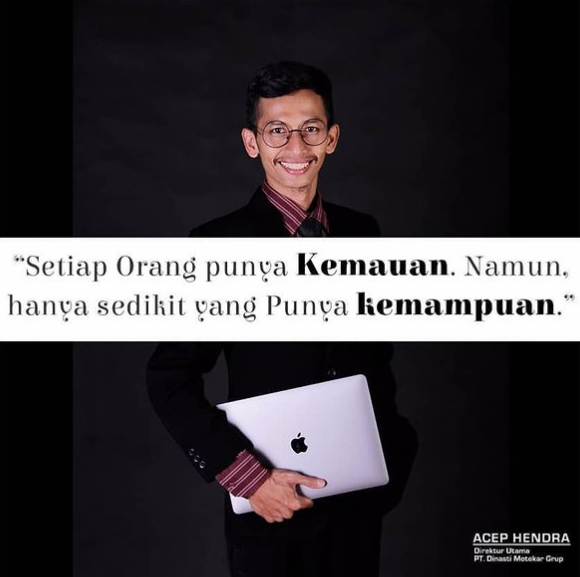 “Setiap Orang punya Kemauan. Namun,
hanya sedikit yang Punya kemampuan.”
ACEP HENDRA
Direktur Utama
PT. Dinasti Motekar Grup